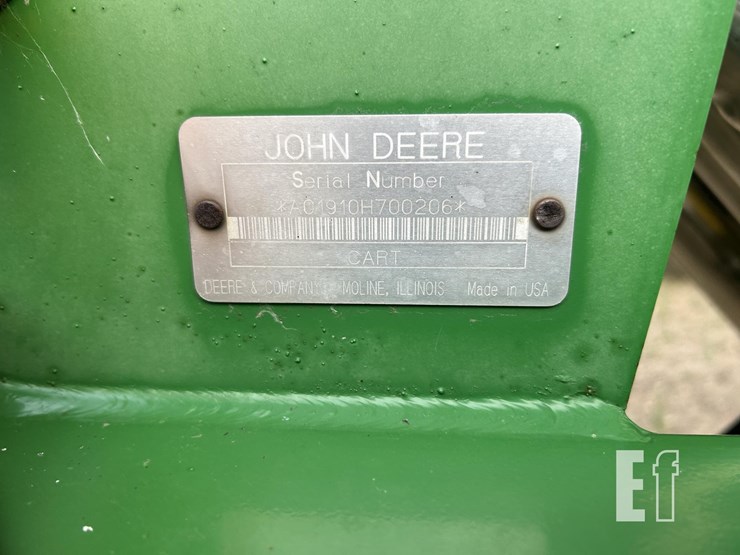 JOHN DEERE
Serial Number
*A01910H700206*
CART
DEERE & COMPANY MOLINE, ILLINOIS Made in USA
Ef